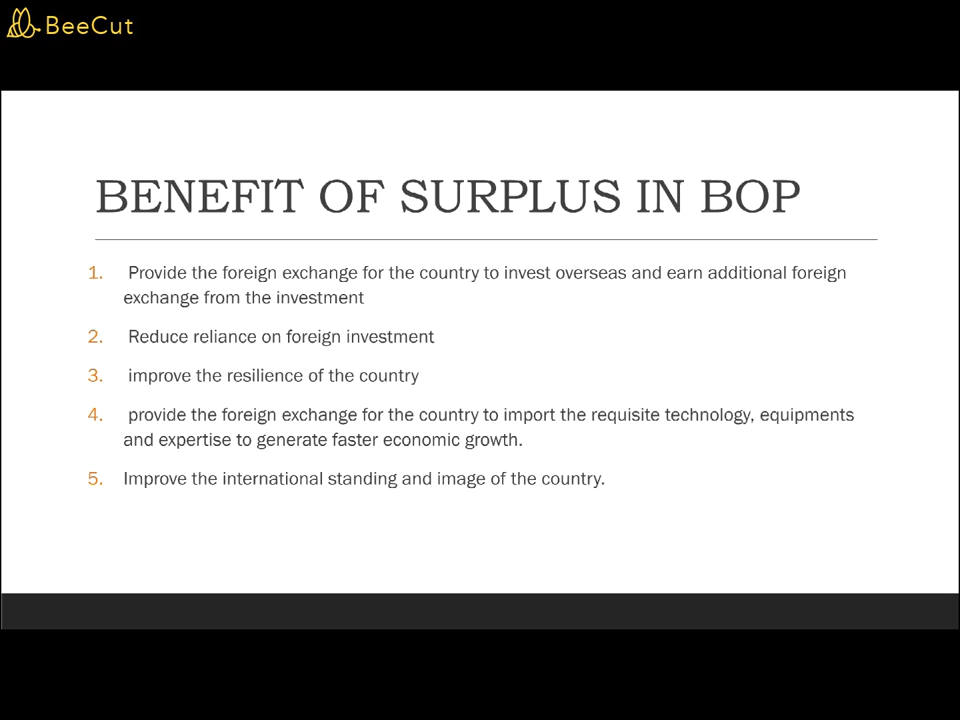 BeeCut
BENEFIT OF SURPLUS IN BOP
1. Provide the foreign exchange for the country to invest overseas and earn additional foreign
exchange from the investment
2. Reduce reliance on foreign investment
3. improve the resilience of the country
4. provide the foreign exchange for the country to import the requisite technology, equipments
and expertise to generate faster economic growth.
5. Improve the international standing and image of the country.